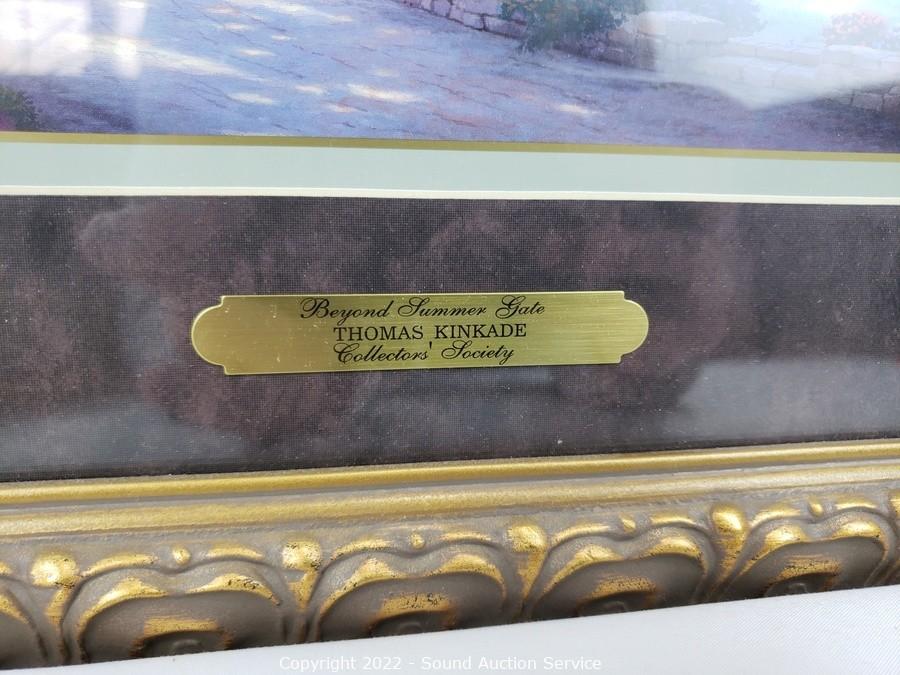 Beyond Summer Gate
THOMAS KINKADE
Collectors' Society
Copyright 2022 - Sound Auction Service